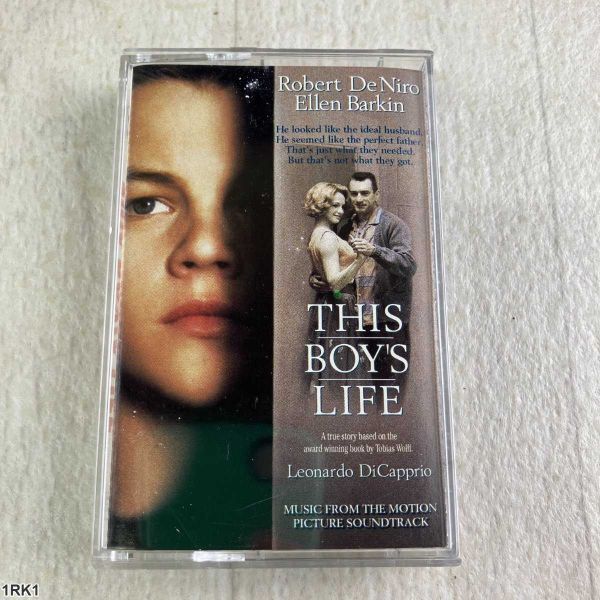 Robert De Niro
Ellen Barkin
He looked like the ideal husband.
He seemed like the perfect father.
That's just what they needed.
But that's not what they got.
THIS
BOY'S
LIFE
A true story based on the
award winning book by Tobias Wolff.
Leonardo DiCapprio
MUSIC FROM THE MOTION
PICTURE SOUNDTRACK
1RK1